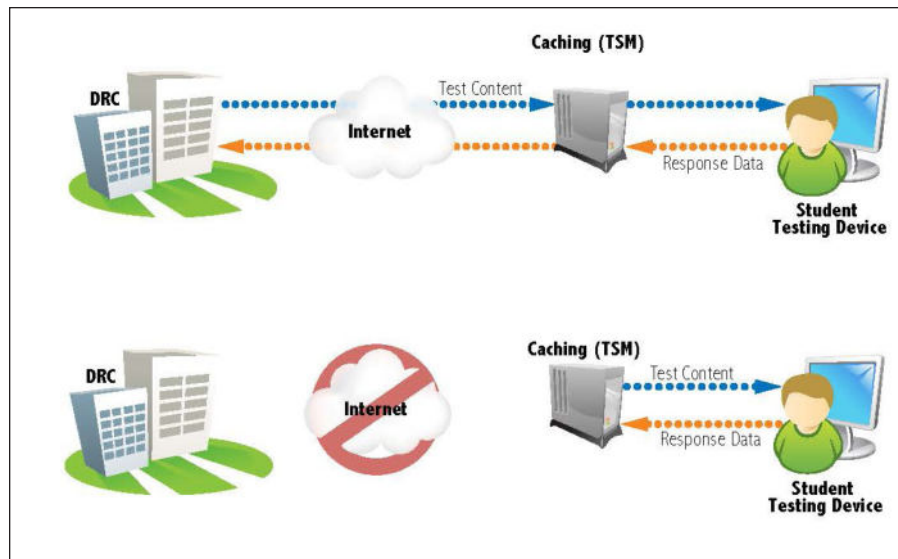 Caching (TSM)
DRC
Test Content
Internet
Response Data
Student
Testing Device
Caching (TSM)
DRC
Test Content
Internet
Response Data
Student
Testing Device